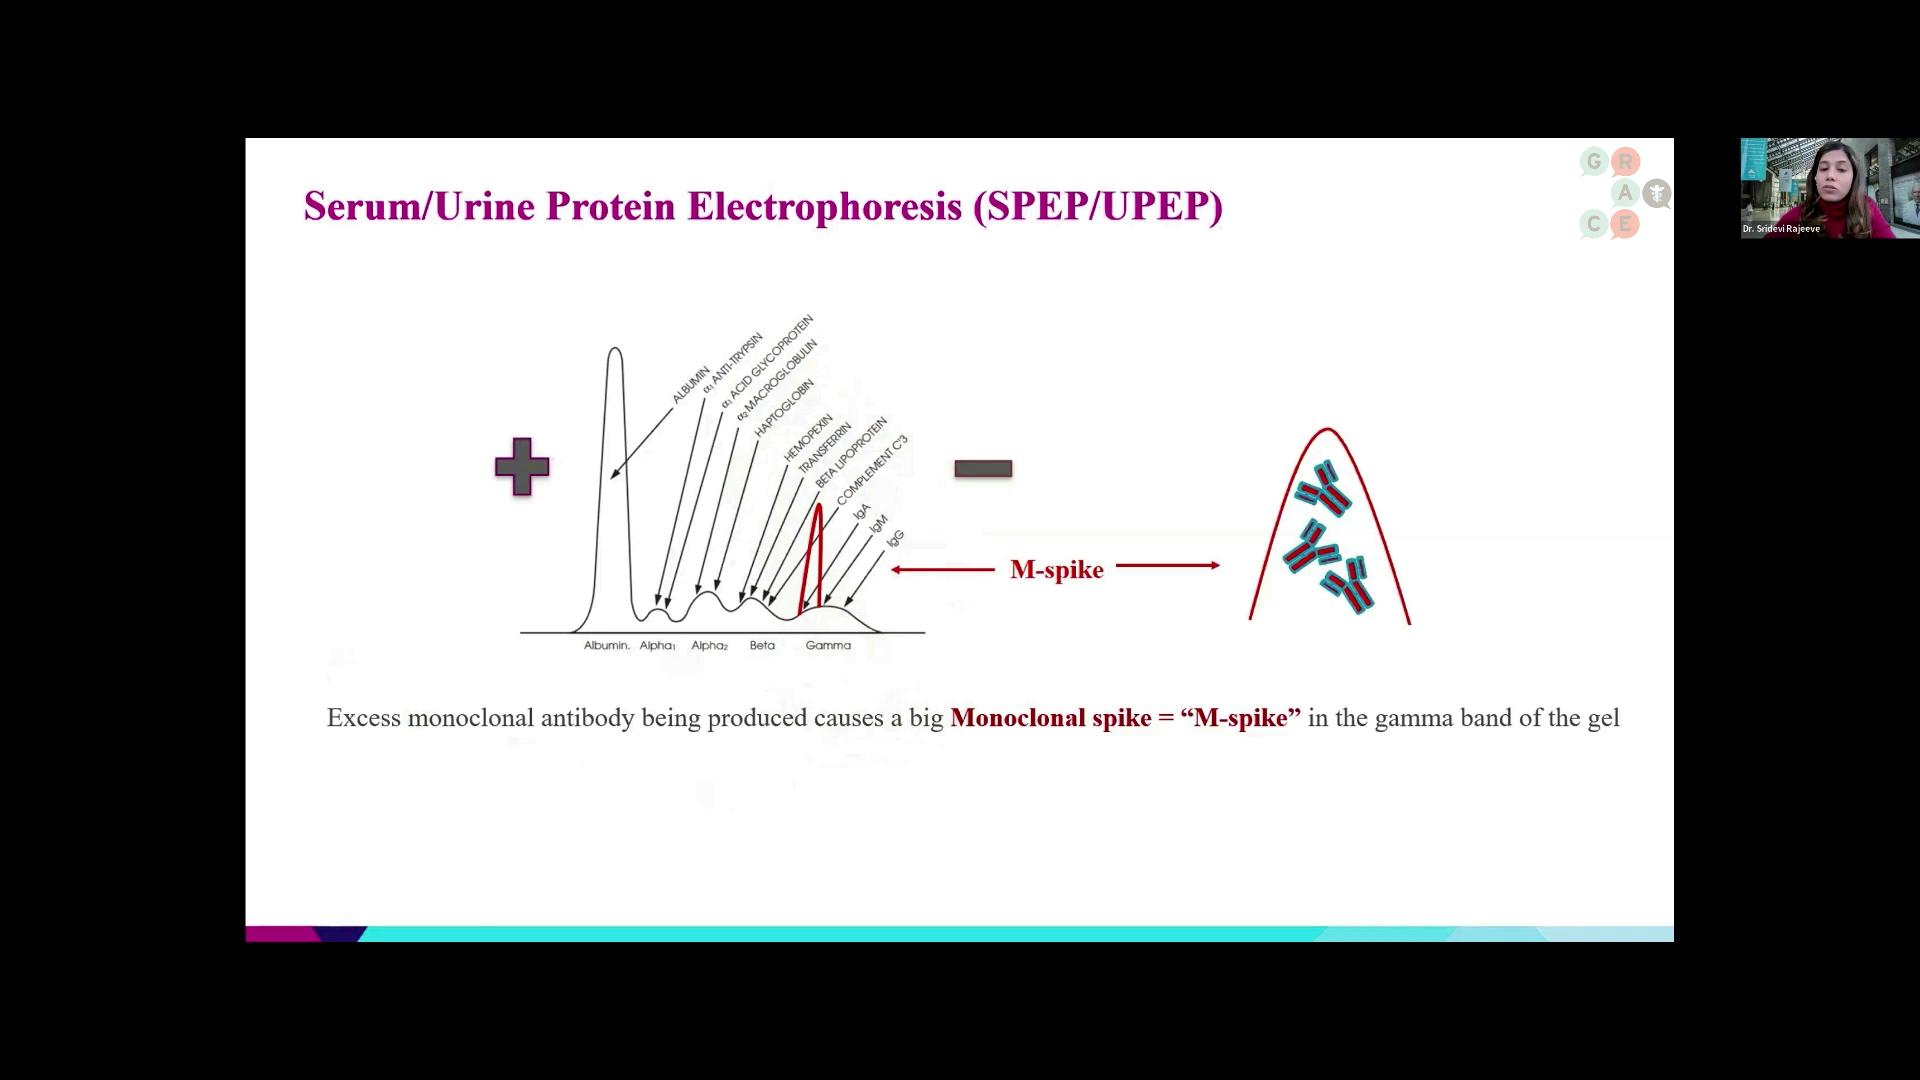 Serum/Urine Protein Electrophoresis (SPEP/UPEP)
G R
A
C E
Dr. Sridevi Rajeeve
ALBUMIN
α₁ ANTI-TRYPSIN
α₁ ACID GLYCOPROTEIN
α₂ MACROGLOBULIN
HAPTOGLOBIN
HEMOPEXIN
TRANSFERRIN
BETA LIPOPROTEIN
COMPLEMENT C'3
IgA
IgM
IgG
M-spike
Albumin. Alpha₁ Alpha₂ Beta Gamma
Excess monoclonal antibody being produced causes a big Monoclonal spike = “M-spike” in the gamma band of the gel